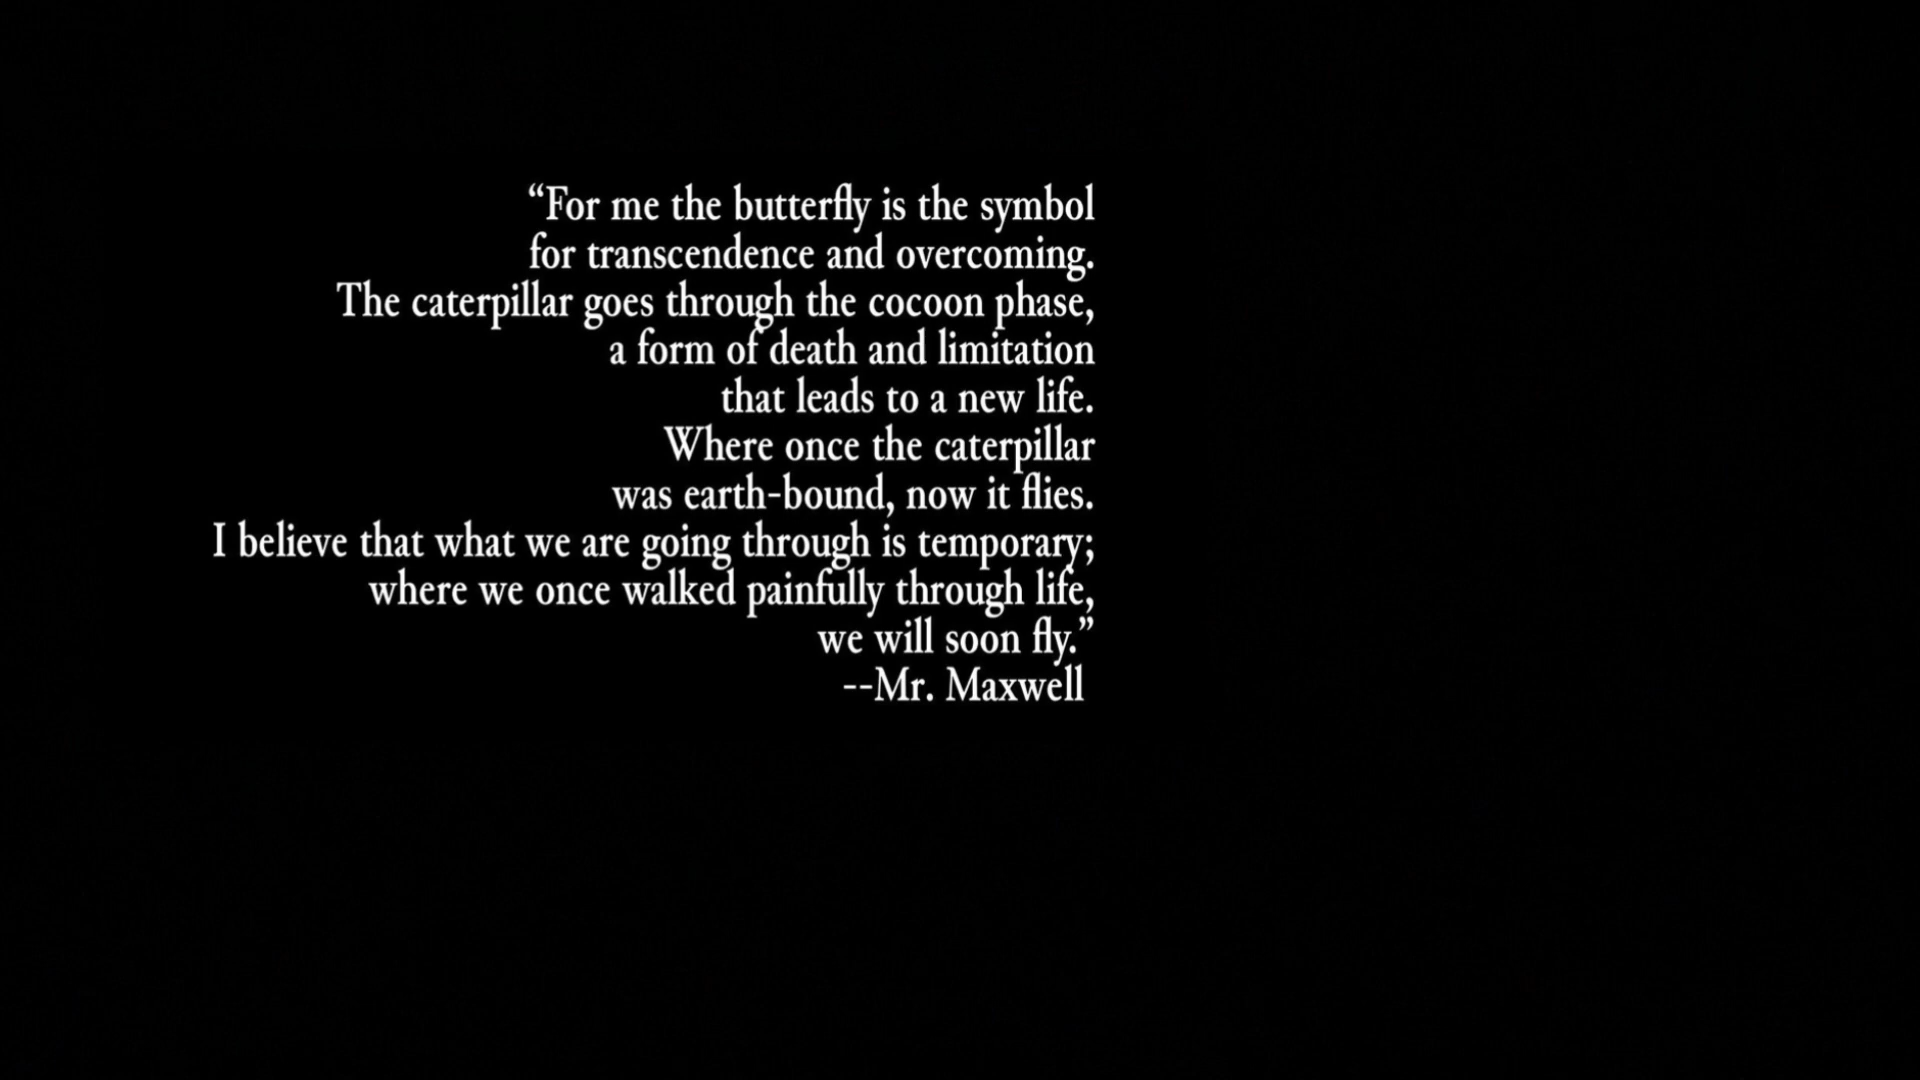 “For me the butterfly is the symbol
for transcendence and overcoming.
The caterpillar goes through the cocoon phase,
a form of death and limitation
that leads to a new life.
Where once the caterpillar
was earth-bound, now it flies.
I believe that what we are going through is temporary;
where we once walked painfully through life,
we will soon fly.”
--Mr. Maxwell